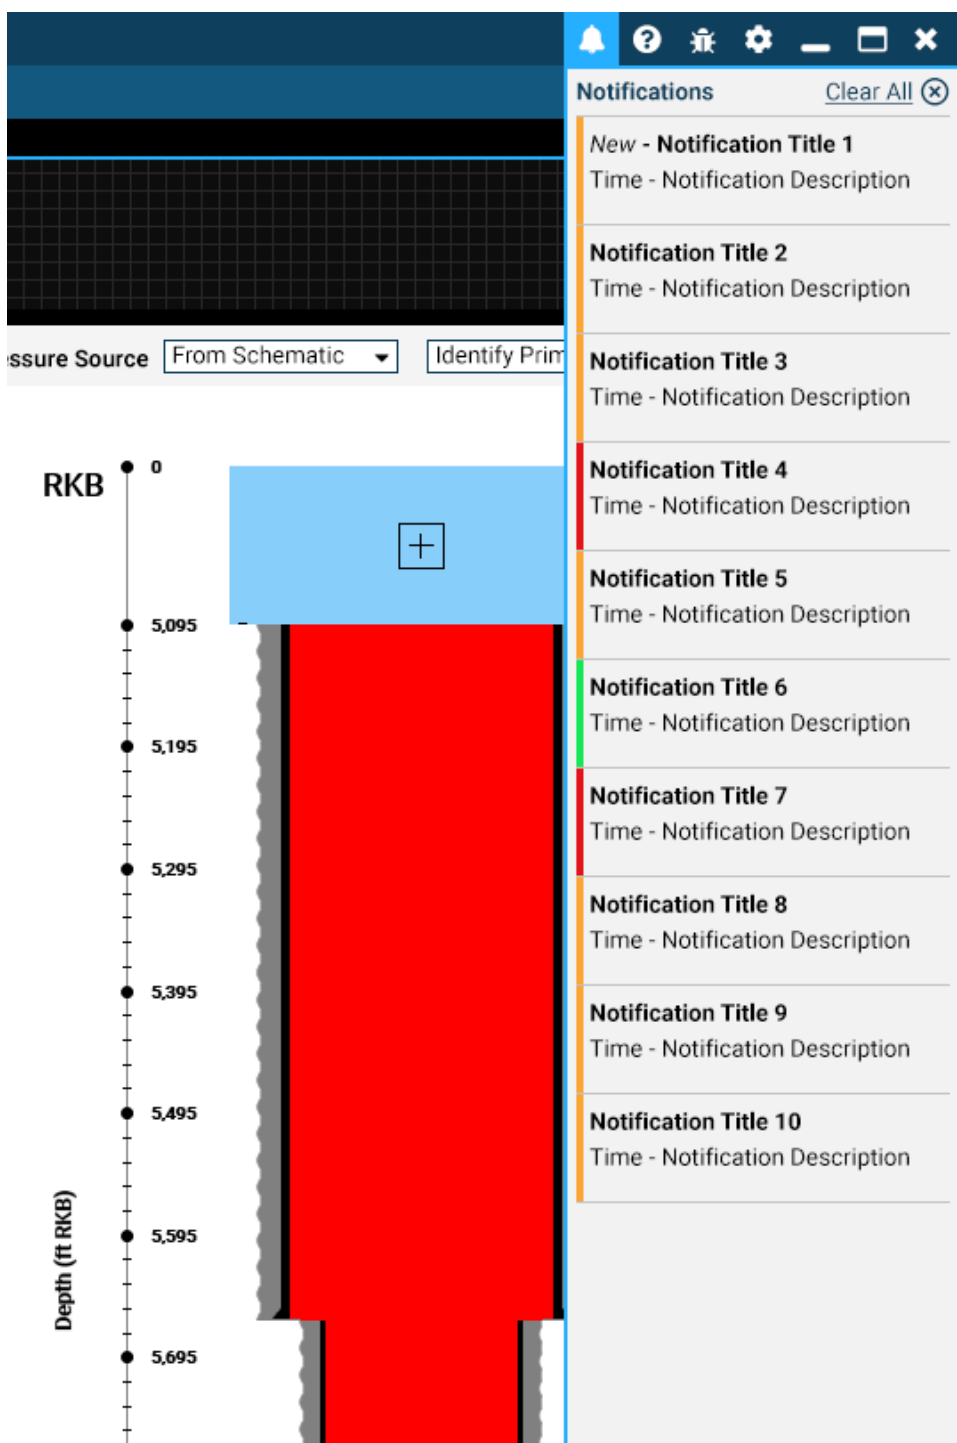 Notifications Clear All
New - Notification Title 1
Time - Notification Description
Notification Title 2
Time - Notification Description
Notification Title 3
Time - Notification Description
Notification Title 4
Time - Notification Description
Notification Title 5
Time - Notification Description
Notification Title 6
Time - Notification Description
Notification Title 7
Time - Notification Description
Notification Title 8
Time - Notification Description
Notification Title 9
Time - Notification Description
Notification Title 10
Time - Notification Description
ssure Source From Schematic Identify Prim
RKB
0
5,095
5,195
5,295
5,395
5,495
5,595
5,695
Depth (ft RKB)